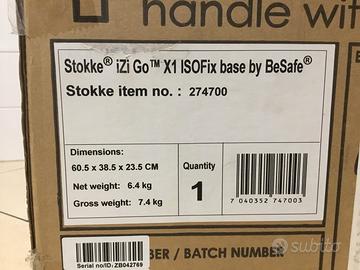 handle wit
Stokke® iZi Go™ X1 ISOFix base by BeSafe®
Stokke item no. : 274700
Dimensions:
60.5 x 38.5 x 23.5 CM
Net weight: 6.4 kg
Gross weight: 7.4 kg
Quantity
1
7 040352 747003
BER / BATCH NUMBER
Serial no/ID: ZB042769
subito